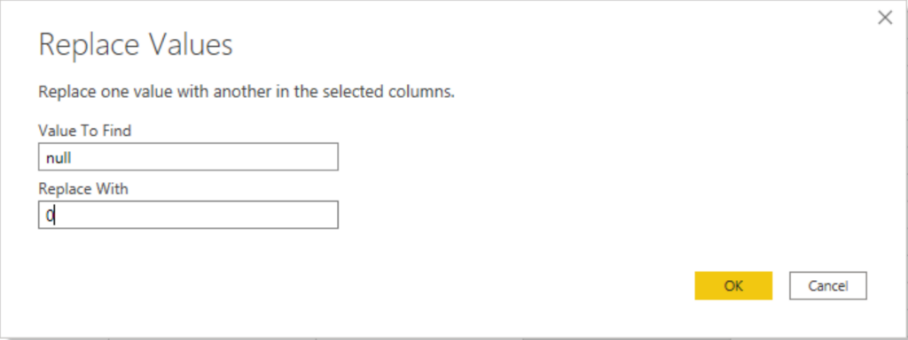 Replace Values
Replace one value with another in the selected columns.
Value To Find
null
Replace With
0
OK Cancel